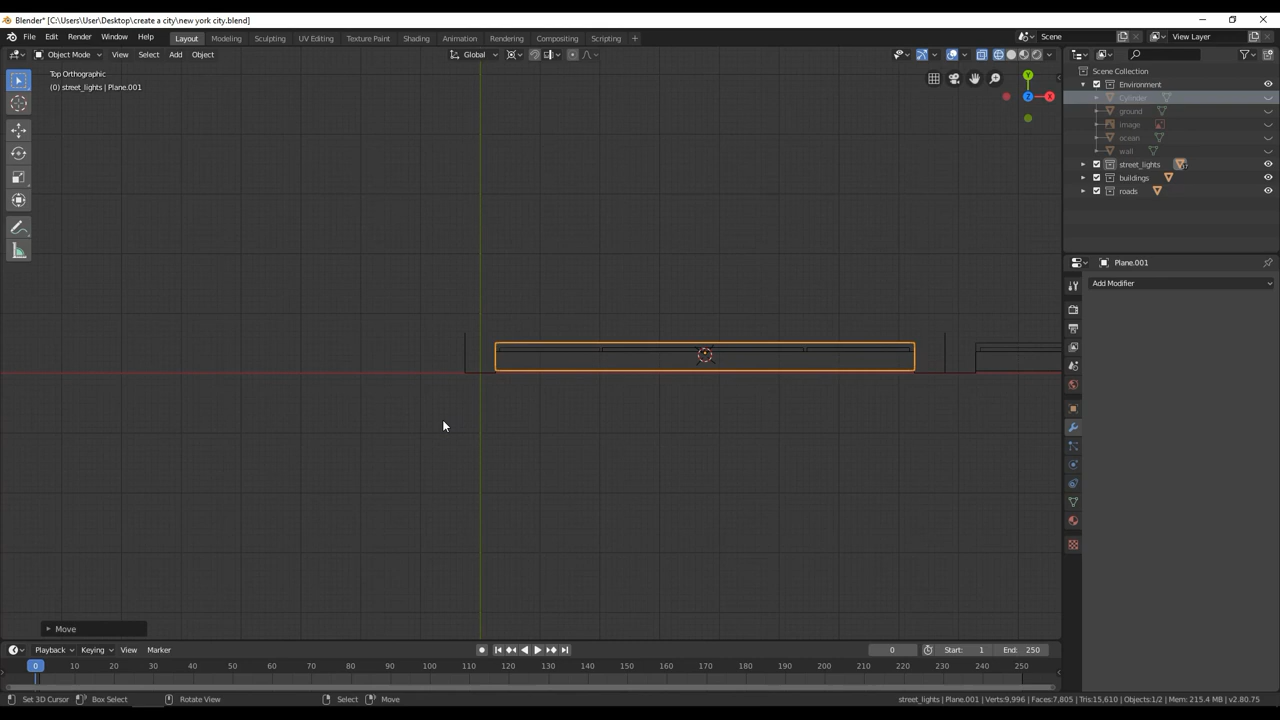 Blender* [C:\Users\User\Desktop\create a city\new york city.blend]
File Edit Render Window Help Layout Modeling Sculpting UV Editing Texture Paint Shading Animation Rendering Compositing Scripting + Scene View Layer
Object Mode View Select Add Object Global
Top Orthographic
(0) street_lights | Plane.001
Y
Z X
Scene Collection
Environment
Cylinder
ground
image
ocean
wall
street_lights
buildings
roads
Plane.001
Add Modifier
Move
Playback Keying View Marker 0 Start: 1 End: 250
0 10 20 30 40 50 60 70 80 90 100 110 120 130 140 150 160 170 180 190 200 210 220 230 240 250
Set 3D Cursor Box Select Rotate View Select Move street_lights | Plane.001 | Verts:9,996 | Faces:7,805 | Tris:15,610 | Objects:1/2 | Mem: 215.4 MB | v2.80.75